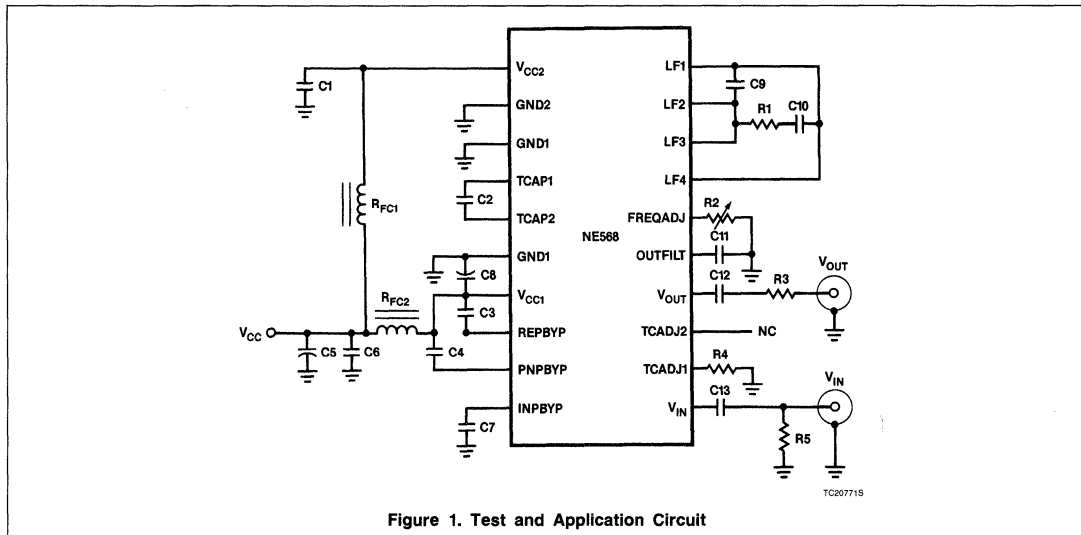 VCC2
LF1
C1
C9
GND2
LF2
R1
C10
GND1
LF3
TCAP1
LF4
C2
RFC1
TCAP2
R2
FREQADJ
NE568
C11
GND1
OUTFILT
C8
C12
R3
VOUT
RFC2
VCC1
VOUT
C3
VCC
REPBYP
TCADJ2
NC
C5
C6
C4
R4
PNPBYP
TCADJ1
VIN
C13
INPBYP
VIN
C7
R5
TC20771S
Figure 1. Test and Application Circuit